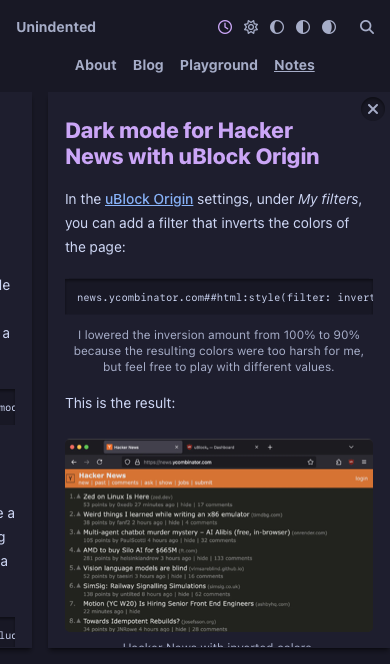 Unindented
About Blog Playground Notes
Dark mode for Hacker
News with uBlock Origin
In the uBlock Origin settings, under My filters,
you can add a filter that inverts the colors of
the page:
news.ycombinator.com##html:style(filter: invert
I lowered the inversion amount from 100% to 90%
because the resulting colors were too harsh for me,
but feel free to play with different values.
This is the result:
Hacker News
https://news.ycombinator.com
Hacker News
new | past | comments | ask | show | jobs | submit
login
1. Zed on Linux Is Here (zed.dev)
2. Weird things I learned while writing an x86 emulator
3. Multi-agent chatbot murder mystery – AI Alibis (free, in-browser)
4. AMD to buy Silo AI for $665M (ft.com)
5. Vision language models are blind
6. SimSig: Railway Signalling Simulations
7. Motion (YC W20) Is Hiring Senior Front End Engineers
8. Towards Idempotent Rebuilds?
Hacker News with inverted colors